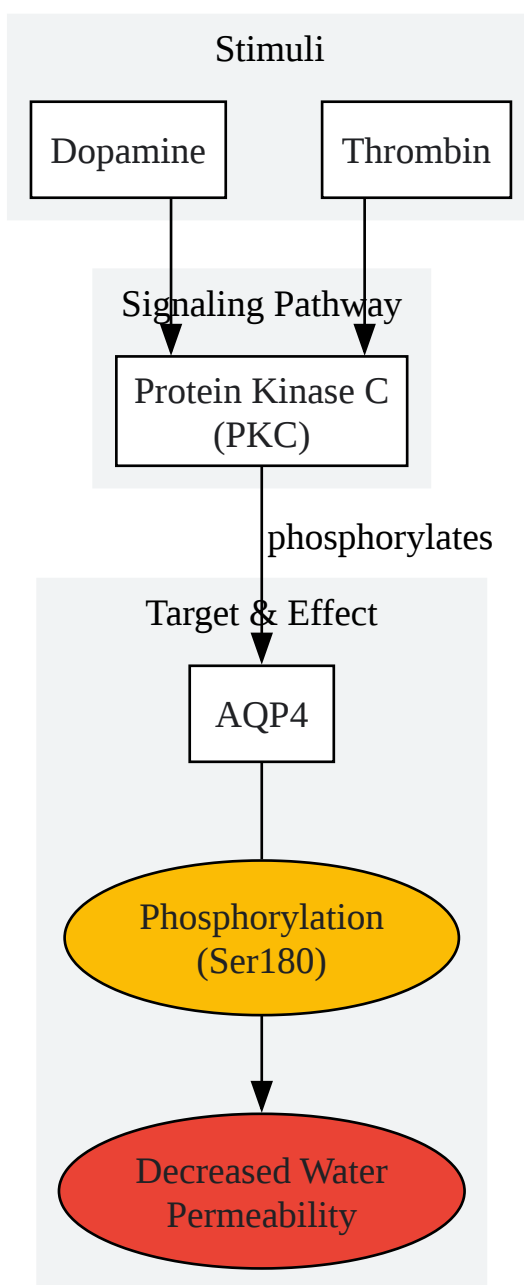 Stimuli
Dopamine
Thrombin
Signaling Pathway
Protein Kinase C
(PKC)
phosphorylates
Target & Effect
AQP4
Phosphorylation
(Ser180)
Decreased Water
Permeability